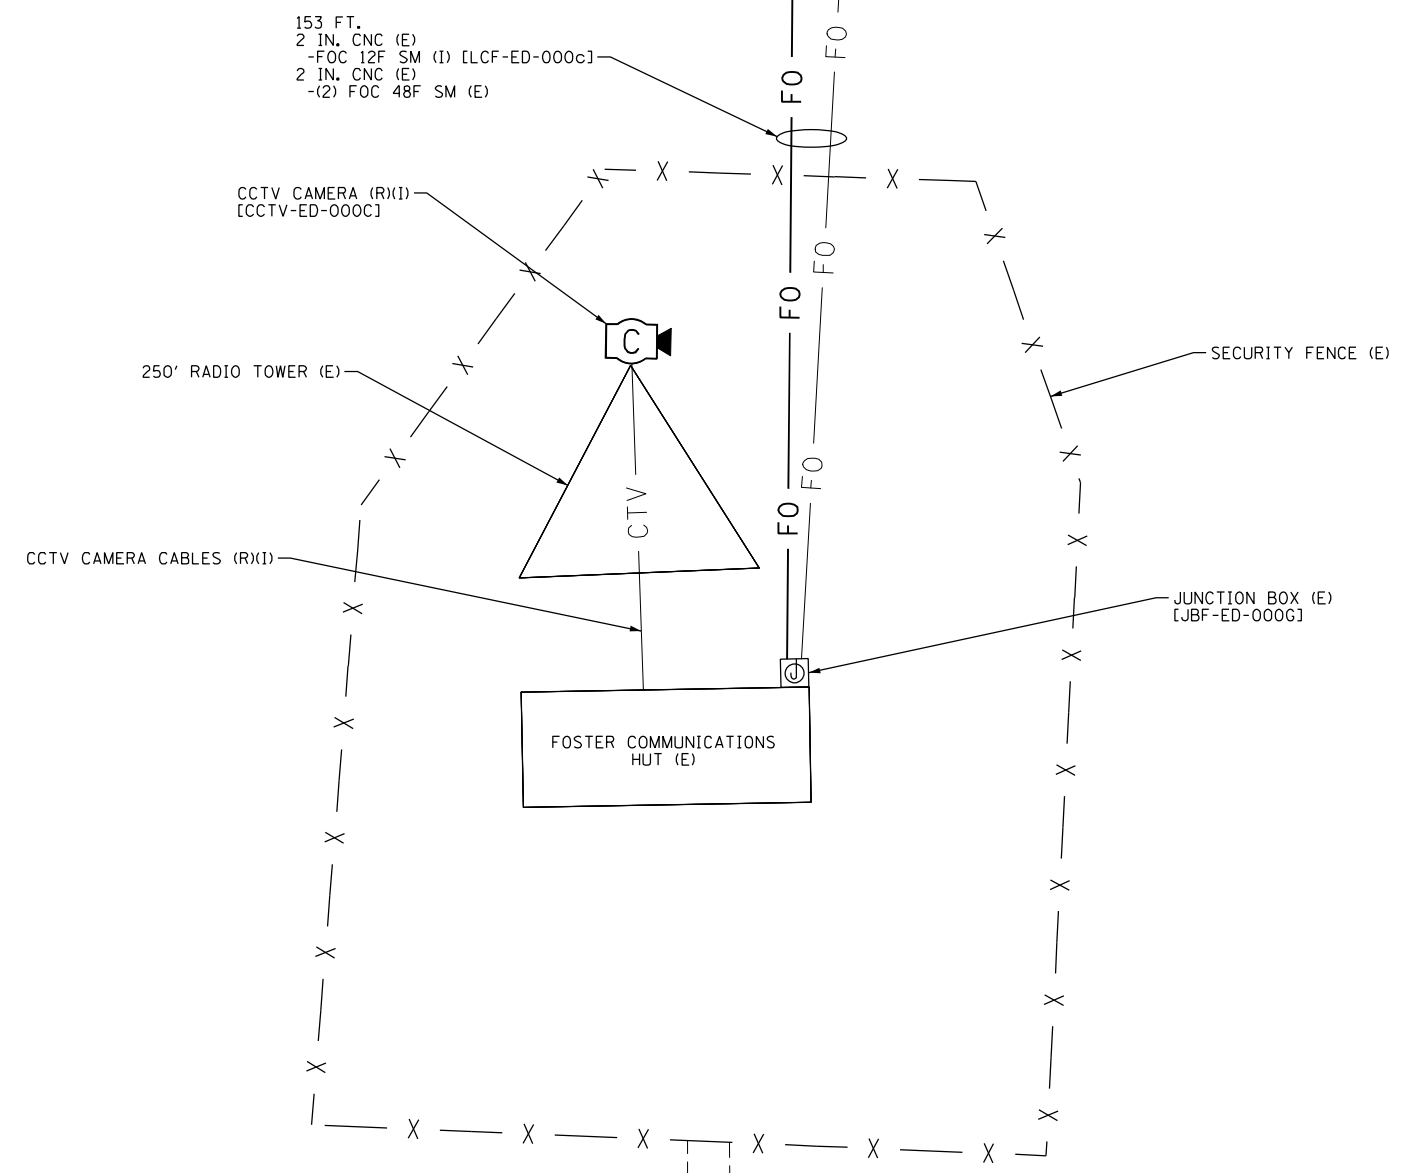 153 FT.
2 IN. CNC (E)
-FOC 12F SM (I) [LCF-ED-000c]
2 IN. CNC (E)
-(2) FOC 48F SM (E)
FO
FO
CCTV CAMERA (R)(I)
[CCTV-ED-000C]
FO
FO
C
SECURITY FENCE (E)
250' RADIO TOWER (E)
FO
FO
CTV
CCTV CAMERA CABLES (R)(I)
JUNCTION BOX (E)
[JBF-ED-000G]
J
FOSTER COMMUNICATIONS
HUT (E)